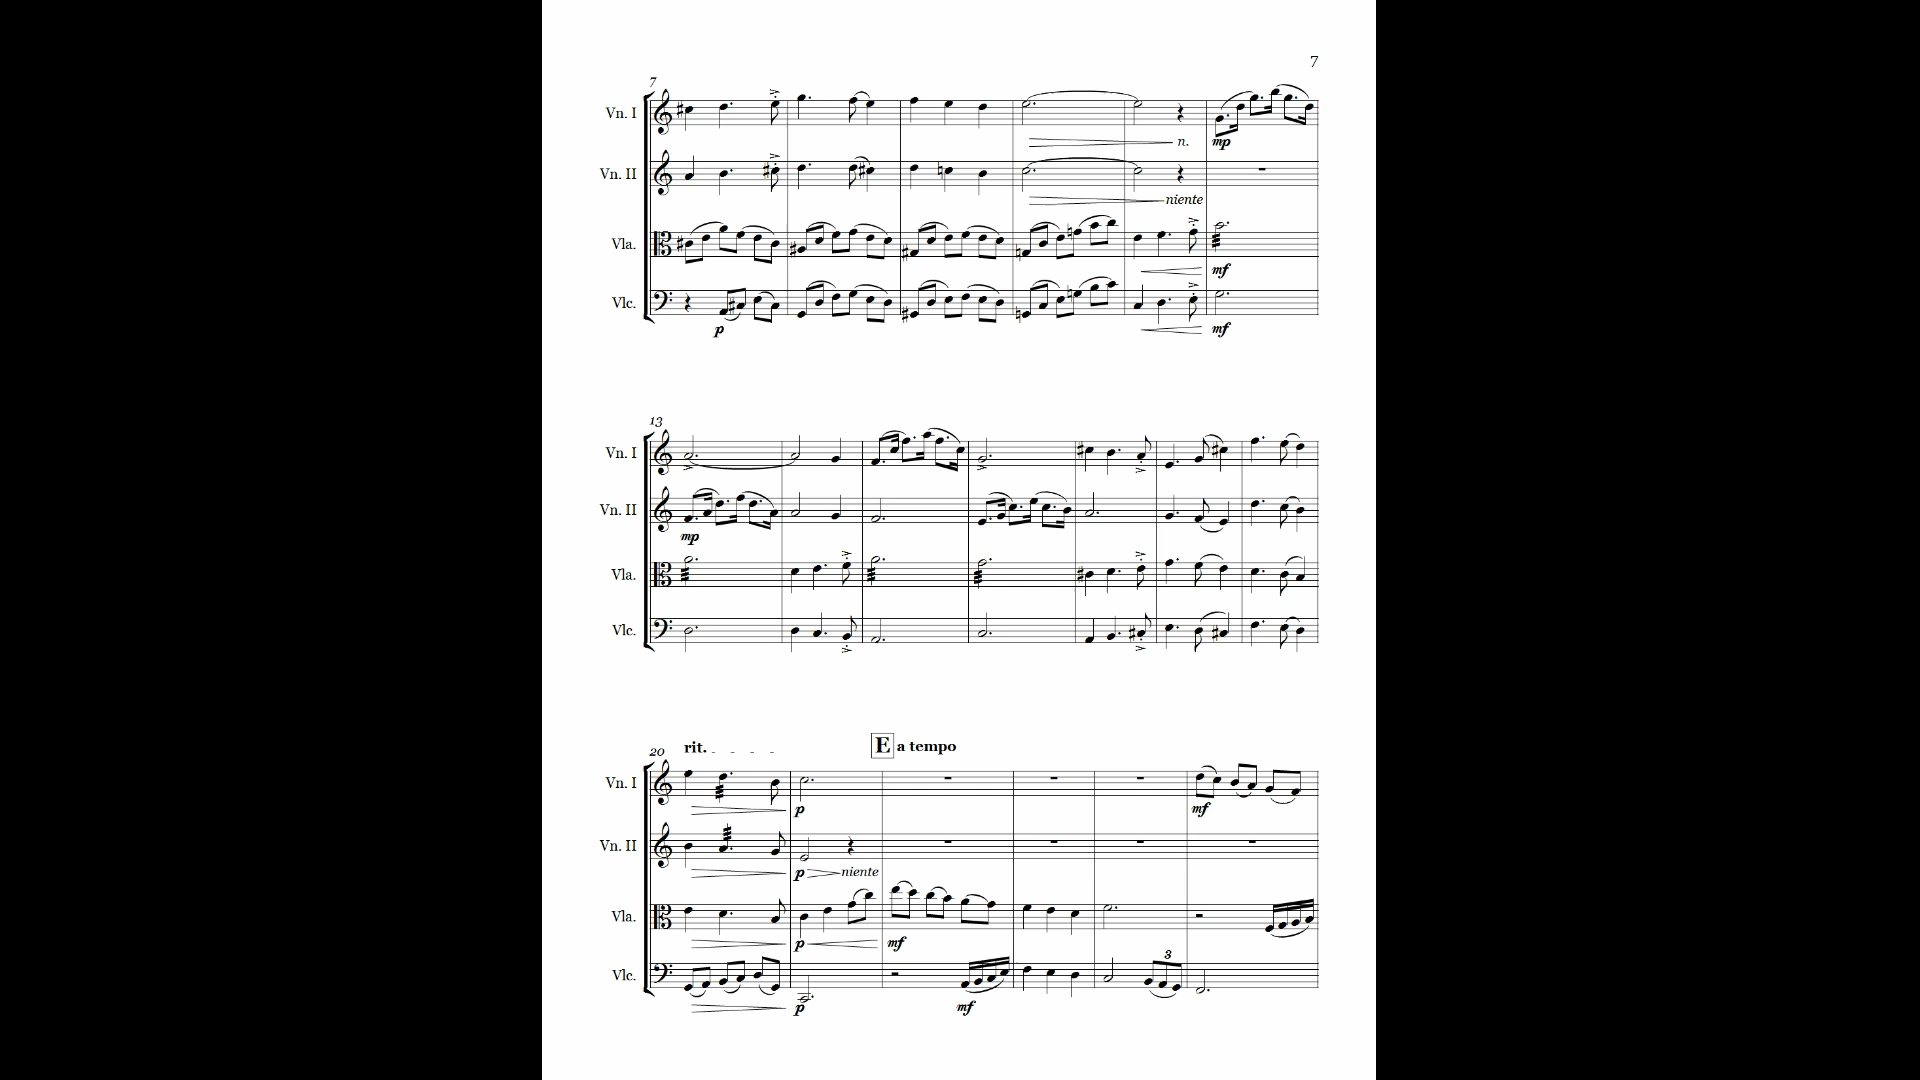 7
7
Vn. I
n.
mp
Vn. II
niente
Vla.
mf
Vlc.
p
mf
13
Vn. I
Vn. II
mp
Vla.
Vlc.
20
rit.
E a tempo
Vn. I
p
mf
Vn. II
p
niente
Vla.
p
mf
3
Vlc.
p
mf